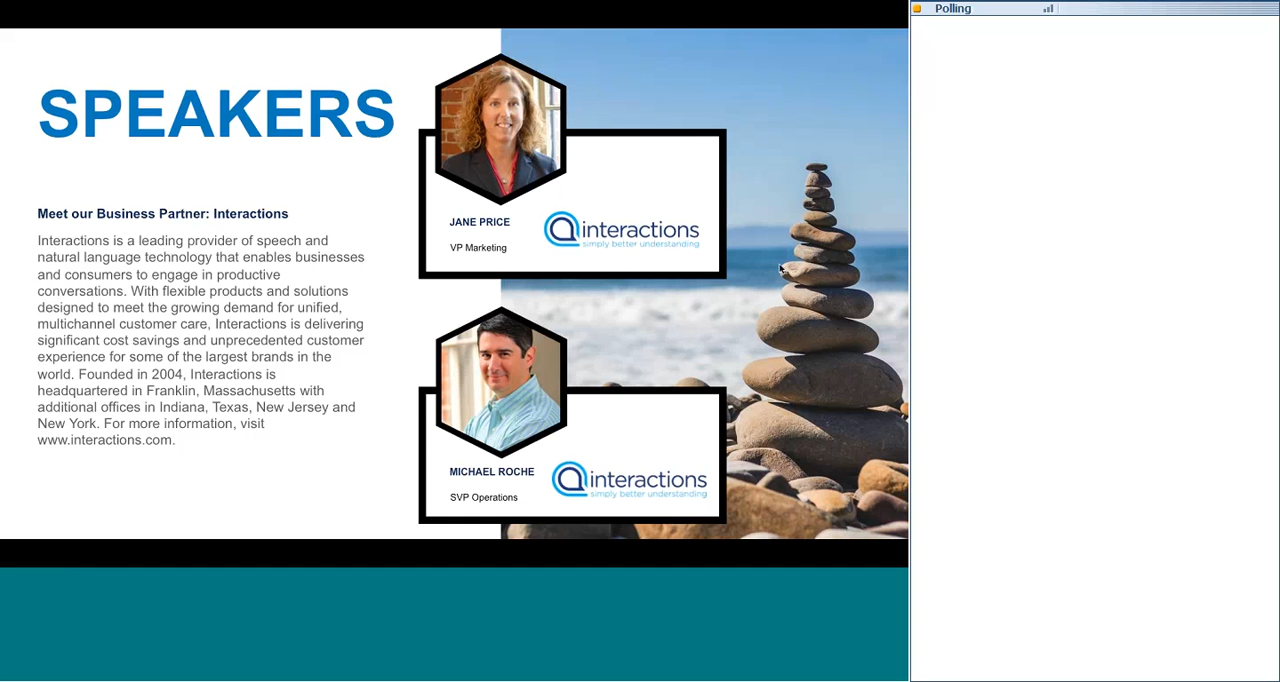 SPEAKERS
Meet our Business Partner: Interactions
Interactions is a leading provider of speech and
natural language technology that enables businesses
and consumers to engage in productive
conversations. With flexible products and solutions
designed to meet the growing demand for unified,
multichannel customer care, Interactions is delivering
significant cost savings and unprecedented customer
experience for some of the largest brands in the
world. Founded in 2004, Interactions is
headquartered in Franklin, Massachusetts with
additional offices in Indiana, Texas, New Jersey and
New York. For more information, visit
www.interactions.com.
JANE PRICE
VP Marketing
interactions
simply better understanding
MICHAEL ROCHE
SVP Operations
interactions
simply better understanding
Polling